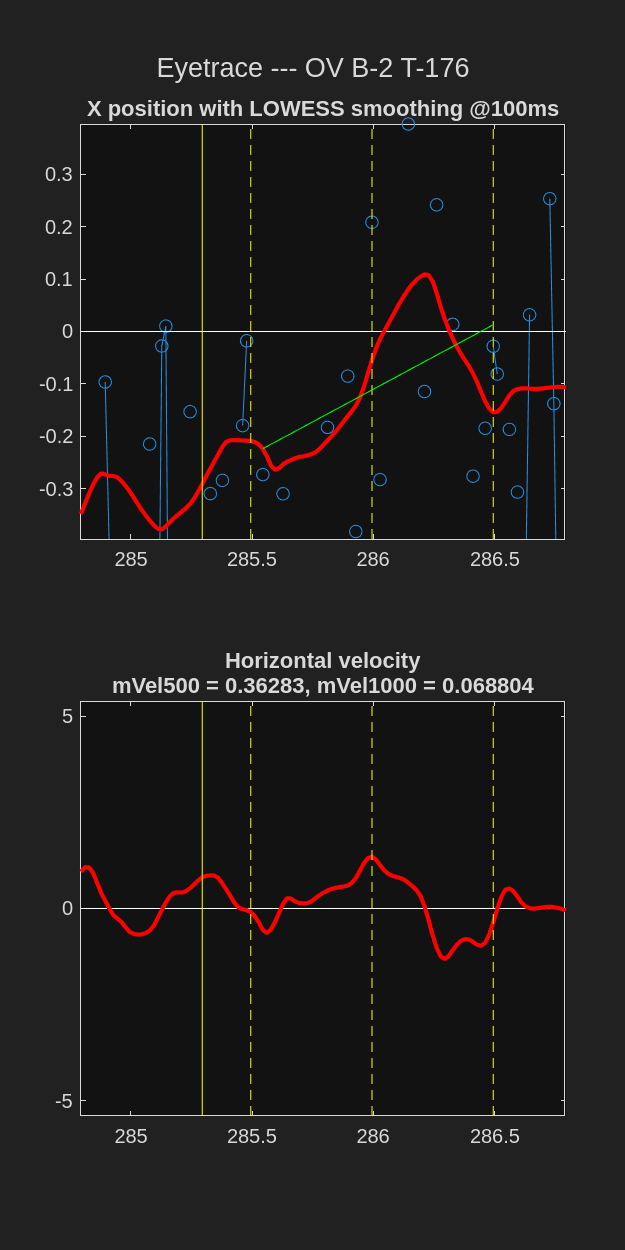 Eyetrace --- OV B-2 T-176
X position with LOWESS smoothing @100ms
0.3
0.2
0.1
0
-0.1
-0.2
-0.3
285 285.5 286 286.5
Horizontal velocity
mVel500 = 0.36283, mVel1000 = 0.068804
5
0
-5
285 285.5 286 286.5